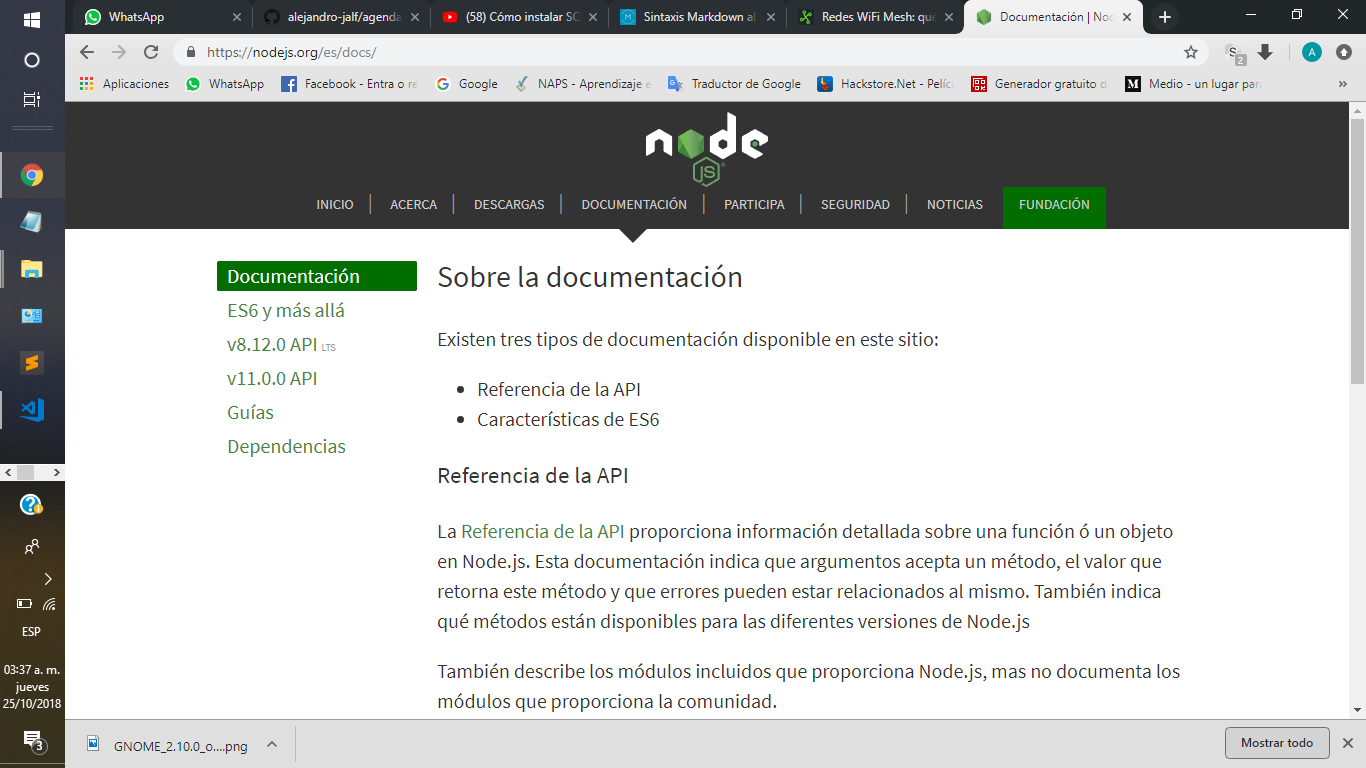 WhatsApp
alejandro-jalf/agenda
(58) Cómo instalar SC
Sintaxis Markdown al
Redes WiFi Mesh: qué
Documentación | Nod
https://nodejs.org/es/docs/
S
2
A
Aplicaciones
WhatsApp
Facebook - Entra o re
Google
NAPS - Aprendizaje e
Traductor de Google
Hackstore.Net - Pelíc
Generador gratuito d
Medio - un lugar para
»
node
JS
INICIO
ACERCA
DESCARGAS
DOCUMENTACIÓN
PARTICIPA
SEGURIDAD
NOTICIAS
FUNDACIÓN
Documentación
ES6 y más allá
v8.12.0 API LTS
v11.0.0 API
Guías
Dependencias
Sobre la documentación
Existen tres tipos de documentación disponible en este sitio:
Referencia de la API
Características de ES6
Referencia de la API
La Referencia de la API proporciona información detallada sobre una función ó un objeto
en Node.js. Esta documentación indica que argumentos acepta un método, el valor que
retorna este método y que errores pueden estar relacionados al mismo. También indica
qué métodos están disponibles para las diferentes versiones de Node.js
También describe los módulos incluidos que proporciona Node.js, mas no documenta los
módulos que proporciona la comunidad.
ESP
03:37 a. m.
jueves
25/10/2018
3
GNOME_2.10.0_o....png
Mostrar todo